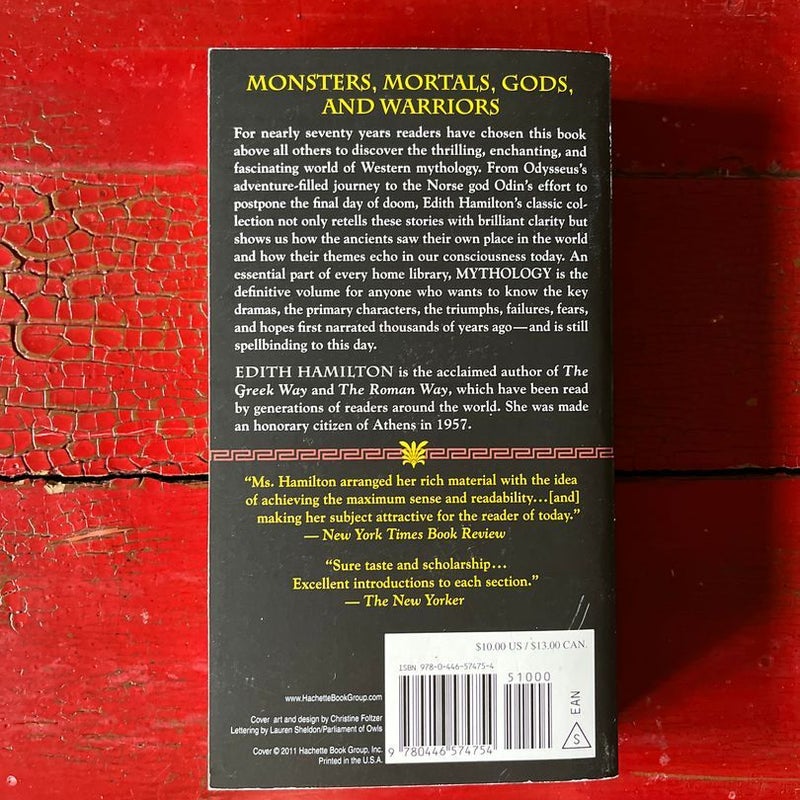 MONSTERS, MORTALS, GODS,
AND WARRIORS
For nearly seventy years readers have chosen this book
above all others to discover the thrilling, enchanting, and
fascinating world of Western mythology. From Odysseus's
adventure-filled journey to the Norse god Odin's effort to
postpone the final day of doom, Edith Hamilton's classic col-
lection not only retells these stories with brilliant clarity but
shows us how the ancients saw their own place in the world
and how their themes echo in our consciousness today. An
essential part of every home library, MYTHOLOGY is the
definitive volume for anyone who wants to know the key
dramas, the primary characters, the triumphs, failures, fears,
and hopes first narrated thousands of years ago—and is still
spellbinding to this day.
EDITH HAMILTON is the acclaimed author of The
Greek Way and The Roman Way, which have been read
by generations of readers around the world. She was made
an honorary citizen of Athens in 1957.
“Ms. Hamilton arranged her rich material with the idea
of achieving the maximum sense and readability...[and]
making her subject attractive for the reader of today.”
— New York Times Book Review
“Sure taste and scholarship...
Excellent introductions to each section.”
— The New Yorker
$10.00 US / $13.00 CAN.
ISBN 978-0-446-57475-4
51000
EAN
S
9 780446 574754
www.HachetteBookGroup.com
Cover art and design by Christine Foltzer
Lettering by Lauren Sheldon/Parliament of Owls
Cover © 2011 Hachette Book Group, Inc.
Printed in the U.S.A.